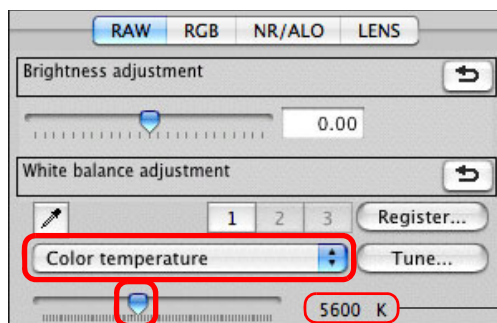 RAW RGB NR/ALO LENS
Brightness adjustment
0.00
White balance adjustment
1 2 3 Register...
Color temperature Tune...
5600 K